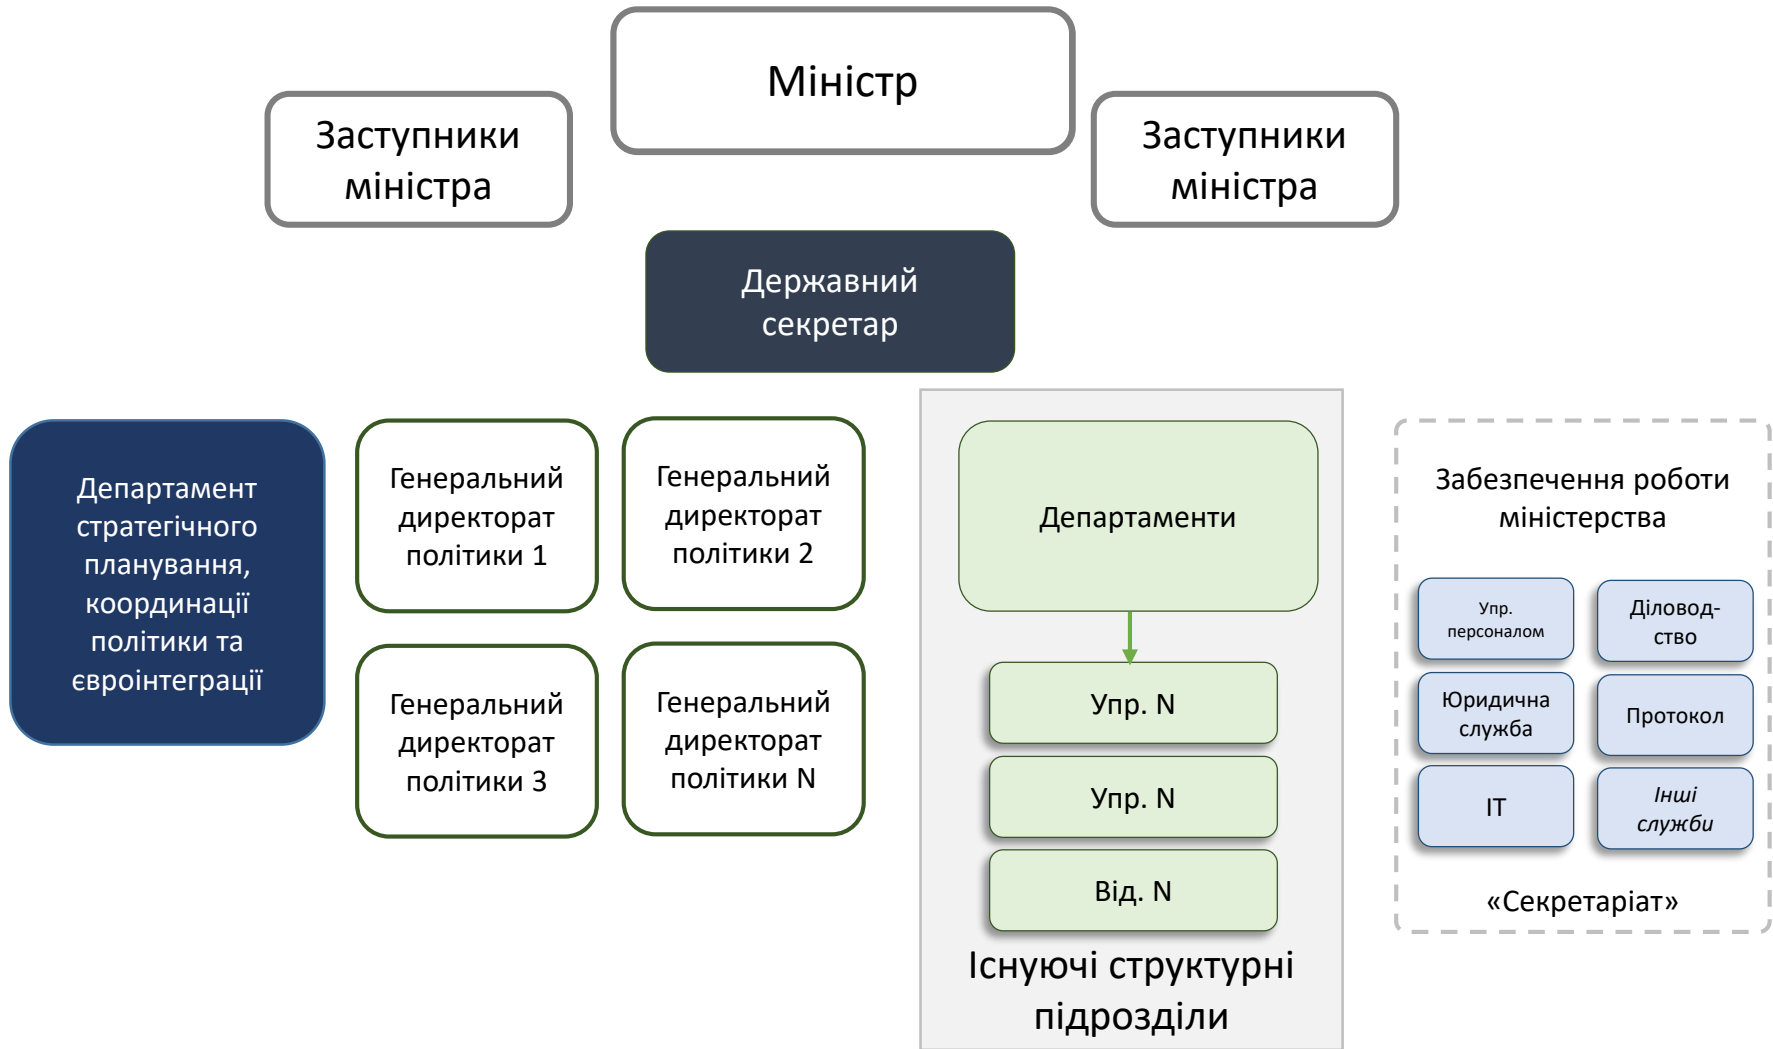 Міністр
Заступники
міністра
Заступники
міністра
Державний
секретар
Департамент
стратегічного
планування,
координації
політики та
євроінтеграції
Генеральний
директорат
політики 1
Генеральний
директорат
політики 2
Генеральний
директорат
політики 3
Генеральний
директорат
політики N
Департаменти
Упр. N
Упр. N
Від. N
Існуючі структурні
підрозділи
Забезпечення роботи
міністерства
Упр.
персоналом
Діловод-
ство
Юридична
служба
Протокол
ІТ
Інші
служби
«Секретаріат»